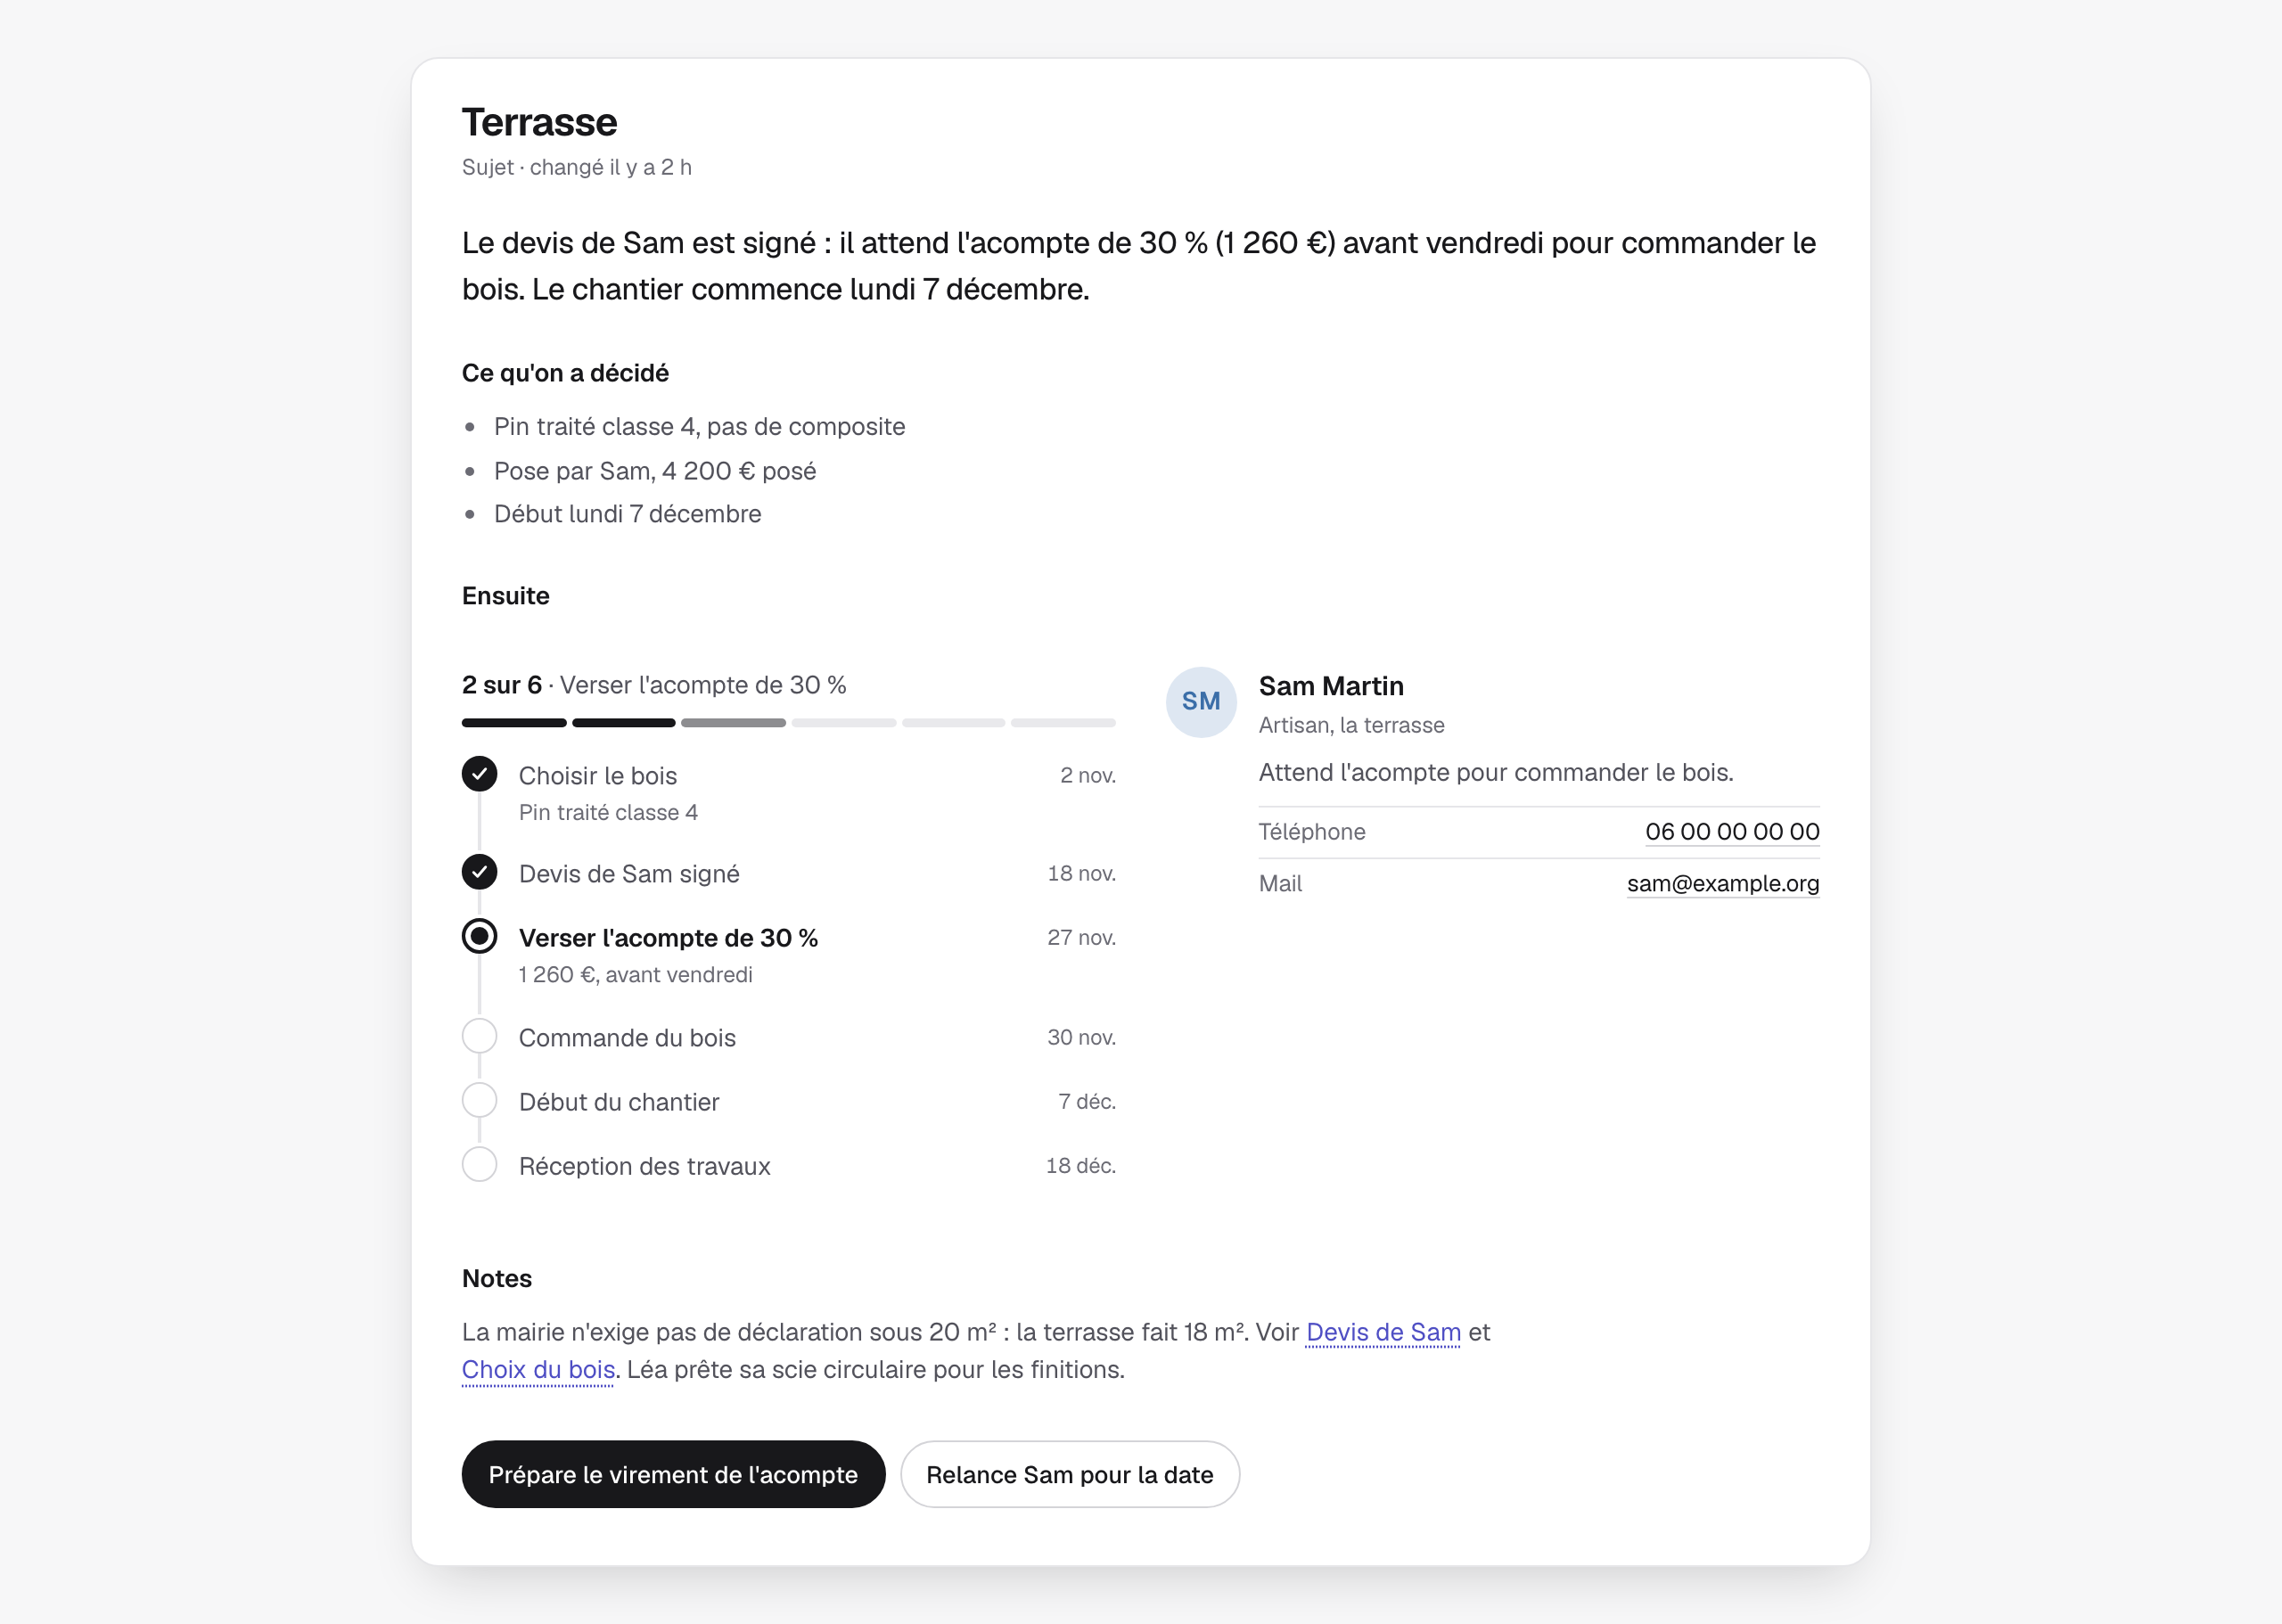 Terrasse
Sujet · changé il y a 2 h
Le devis de Sam est signé : il attend l'acompte de 30 % (1 260 €) avant vendredi pour commander le
bois. Le chantier commence lundi 7 décembre.
Ce qu'on a décidé
Pin traité classe 4, pas de composite
Pose par Sam, 4 200 € posé
Début lundi 7 décembre
Ensuite
2 sur 6 · Verser l'acompte de 30 %
Choisir le bois 2 nov.
Pin traité classe 4
Devis de Sam signé 18 nov.
Verser l'acompte de 30 % 27 nov.
1 260 €, avant vendredi
Commande du bois 30 nov.
Début du chantier 7 déc.
Réception des travaux 18 déc.
SM
Sam Martin
Artisan, la terrasse
Attend l'acompte pour commander le bois.
Téléphone 06 00 00 00 00
Mail sam@example.org
Notes
La mairie n'exige pas de déclaration sous 20 m² : la terrasse fait 18 m². Voir Devis de Sam et
Choix du bois. Léa prête sa scie circulaire pour les finitions.
Prépare le virement de l'acompte
Relance Sam pour la date